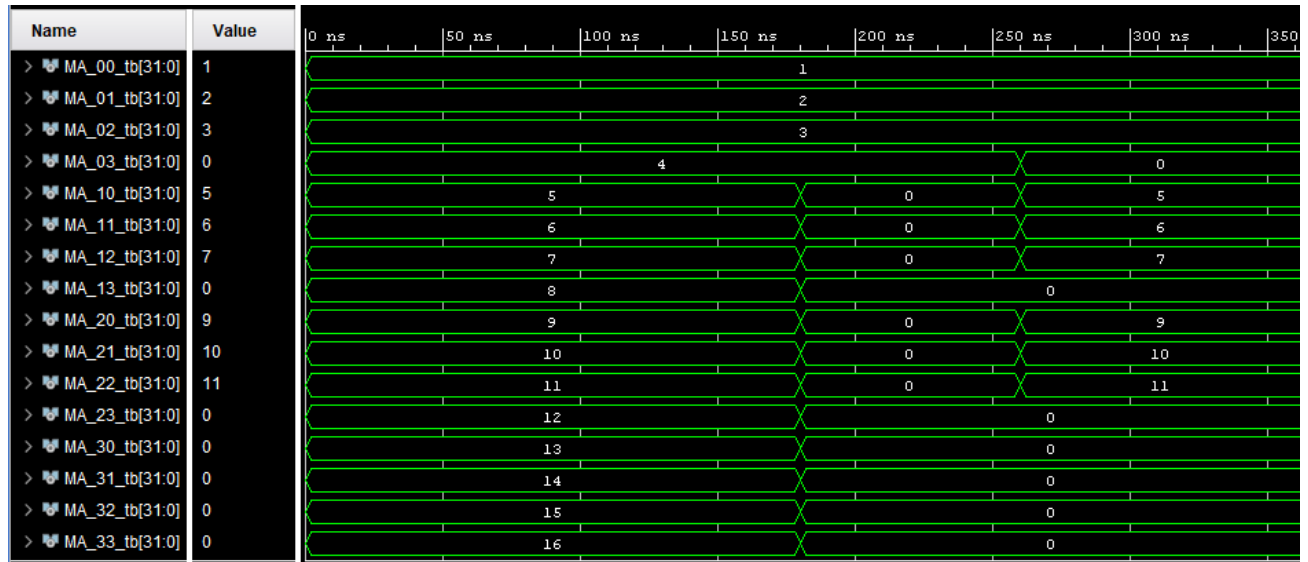 Name Value 0 ns 50 ns 100 ns 150 ns 200 ns 250 ns 300 ns 350
> MA_00_tb[31:0] 1 1
> MA_01_tb[31:0] 2 2
> MA_02_tb[31:0] 3 3
> MA_03_tb[31:0] 0 4 0
> MA_10_tb[31:0] 5 5 0 5
> MA_11_tb[31:0] 6 6 0 6
> MA_12_tb[31:0] 7 7 0 7
> MA_13_tb[31:0] 0 8 0
> MA_20_tb[31:0] 9 9 0 9
> MA_21_tb[31:0] 10 10 0 10
> MA_22_tb[31:0] 11 11 0 11
> MA_23_tb[31:0] 0 12 0
> MA_30_tb[31:0] 0 13 0
> MA_31_tb[31:0] 0 14 0
> MA_32_tb[31:0] 0 15 0
> MA_33_tb[31:0] 0 16 0